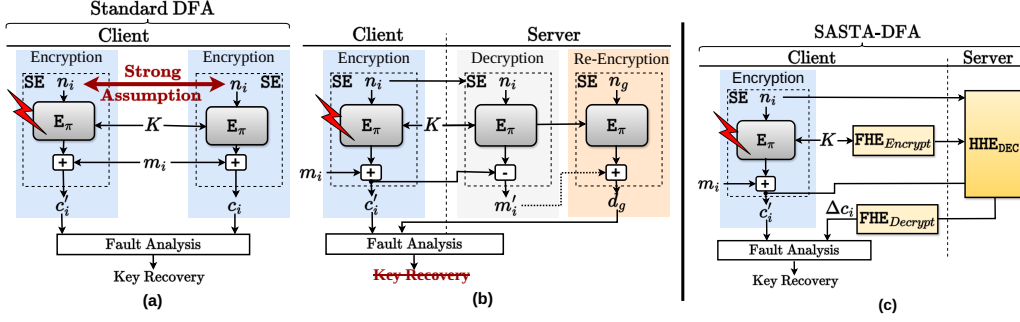 Standard DFA
Client
Encryption
Encryption
SE
n_i
Strong
Assumption
n_i
SE
E_π
K
E_π
+
m_i
+
c_i'
c_i
Fault Analysis
Key Recovery
(a)
Client
Server
Encryption
Decryption
Re-Encryption
SE
n_i
SE
n_i
SE
n_g
E_π
K
E_π
E_π
m_i
+
-
+
c_i'
m_i'
d_g
Fault Analysis
Key Recovery
(b)
SASTA-DFA
Client
Server
Encryption
SE
n_i
E_π
K
FHE_Encrypt
HHE_DEC
m_i
+
c_i'
Δc_i
FHE_Decrypt
Fault Analysis
Key Recovery
(c)